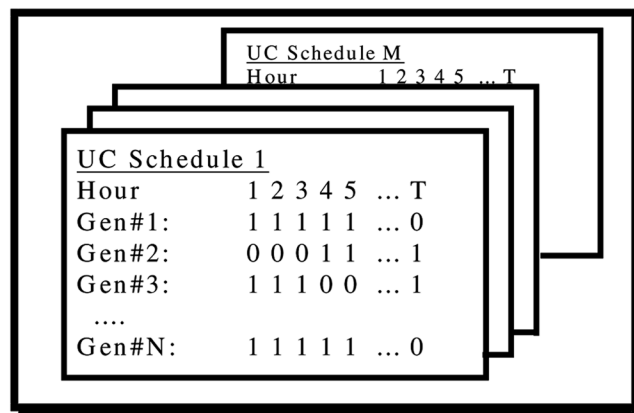 UC Schedule M
Hour 1 2 3 4 5 ... T
UC Schedule 1
Hour 1 2 3 4 5 ... T
Gen#1: 1 1 1 1 1 ... 0
Gen#2: 0 0 0 1 1 ... 1
Gen#3: 1 1 1 0 0 ... 1
....
Gen#N: 1 1 1 1 1 ... 0